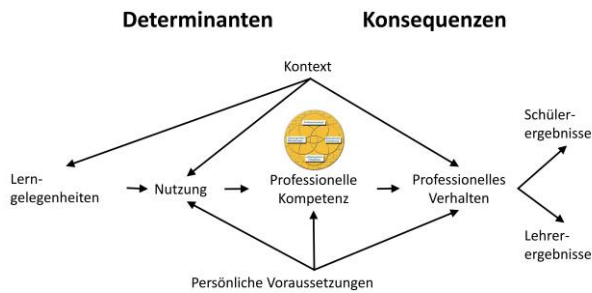 Determinanten
Konsequenzen
Kontext
Schüler-
ergebnisse
Lern-
gelegenheiten
Nutzung
Professionelle
Kompetenz
Professionelles
Verhalten
Lehrer-
ergebnisse
Persönliche Voraussetzungen